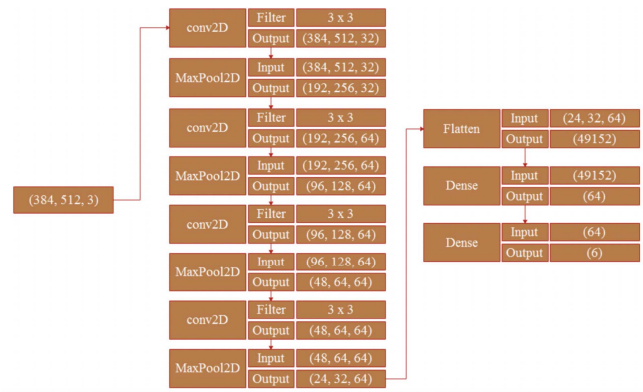 (384, 512, 3)
conv2D
Filter 3 x 3
Output (384, 512, 32)
MaxPool2D
Input (384, 512, 32)
Output (192, 256, 32)
conv2D
Filter 3 x 3
Output (192, 256, 64)
MaxPool2D
Input (192, 256, 64)
Output (96, 128, 64)
conv2D
Filter 3 x 3
Output (96, 128, 64)
MaxPool2D
Input (96, 128, 64)
Output (48, 64, 64)
conv2D
Filter 3 x 3
Output (48, 64, 64)
MaxPool2D
Input (48, 64, 64)
Output (24, 32, 64)
Flatten
Input (24, 32, 64)
Output (49152)
Dense
Input (49152)
Output (64)
Dense
Input (64)
Output (6)